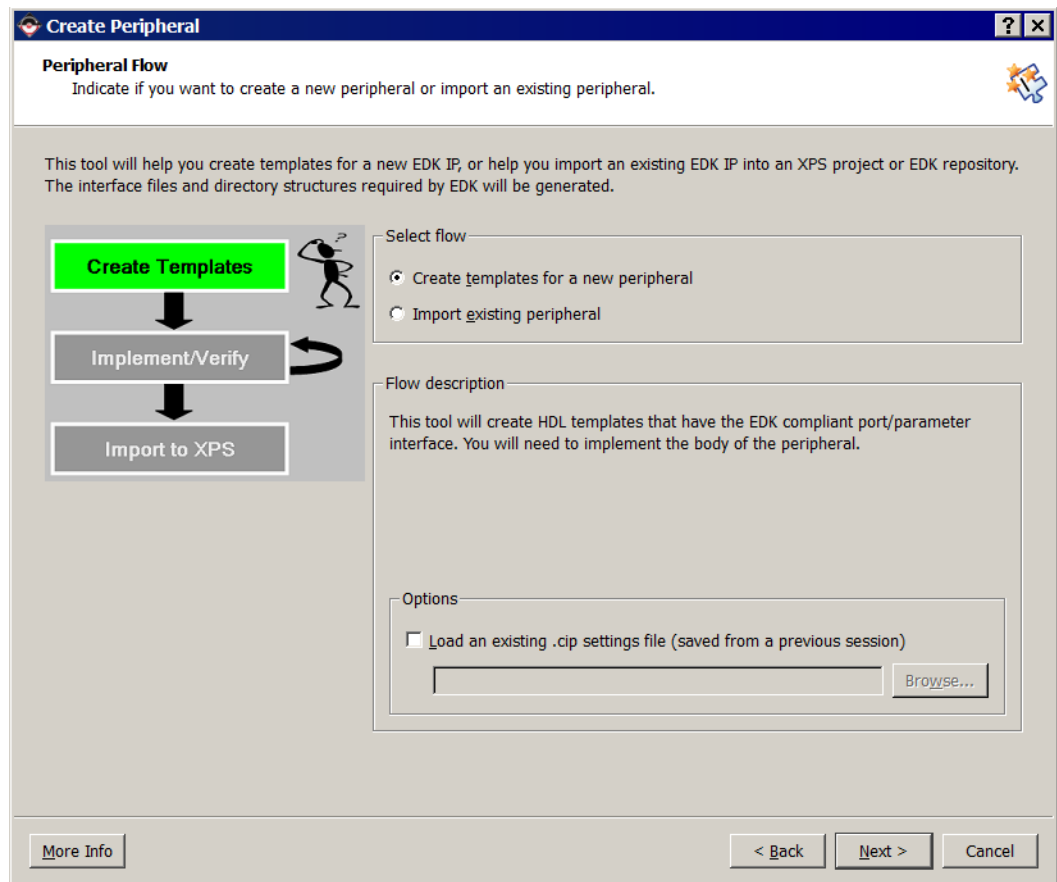 Create Peripheral
Peripheral Flow
Indicate if you want to create a new peripheral or import an existing peripheral.
This tool will help you create templates for a new EDK IP, or help you import an existing EDK IP into an XPS project or EDK repository.
The interface files and directory structures required by EDK will be generated.
Create Templates
?
Implement/Verify
Import to XPS
Select flow
Create templates for a new peripheral
Import existing peripheral
Flow description
This tool will create HDL templates that have the EDK compliant port/parameter
interface. You will need to implement the body of the peripheral.
Options
Load an existing .cip settings file (saved from a previous session)
Browse...
More Info
< Back
Next >
Cancel